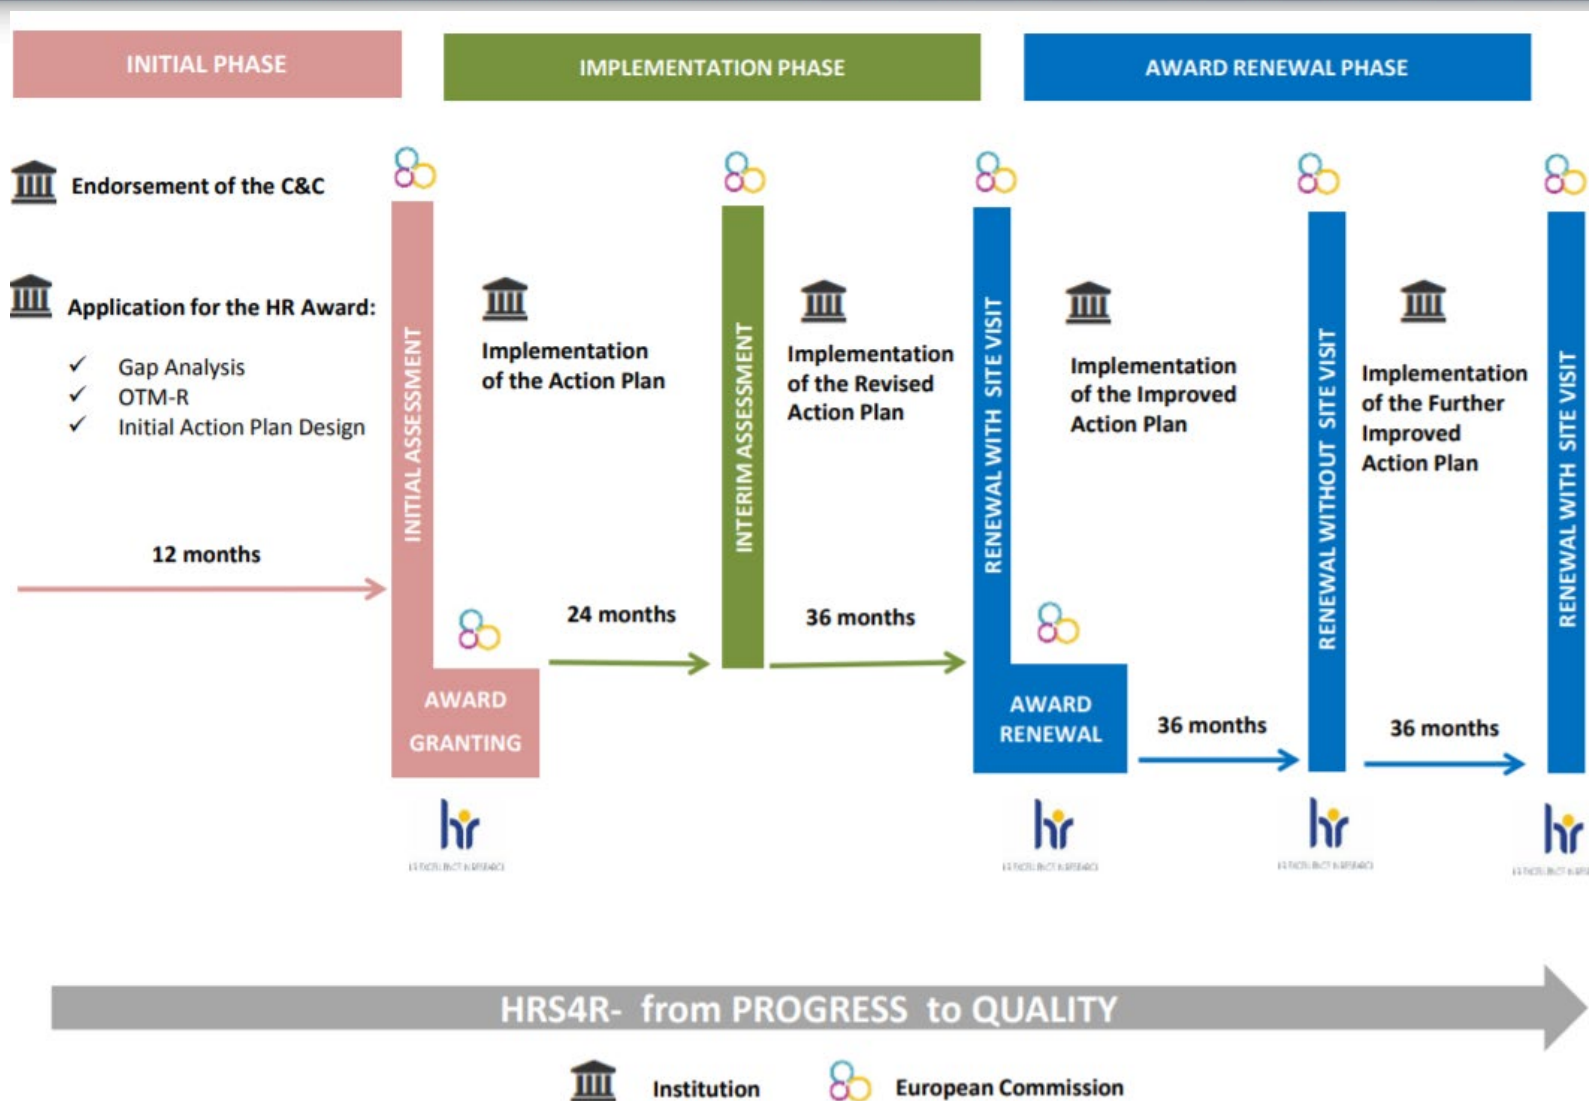 INITIAL PHASE
IMPLEMENTATION PHASE
AWARD RENEWAL PHASE
Endorsement of the C&C
Application for the HR Award:
✓ Gap Analysis
✓ OTM-R
✓ Initial Action Plan Design
12 months
INITIAL ASSESSMENT
AWARD
GRANTING
Implementation
of the Action Plan
24 months
INTERIM ASSESSMENT
Implementation
of the Revised
Action Plan
36 months
RENEWAL WITH SITE VISIT
AWARD
RENEWAL
Implementation
of the Improved
Action Plan
36 months
RENEWAL WITHOUT SITE VISIT
Implementation
of the Further
Improved
Action Plan
36 months
RENEWAL WITH SITE VISIT
hr
hr
hr
hr
HRS4R- from PROGRESS to QUALITY
Institution
European Commission